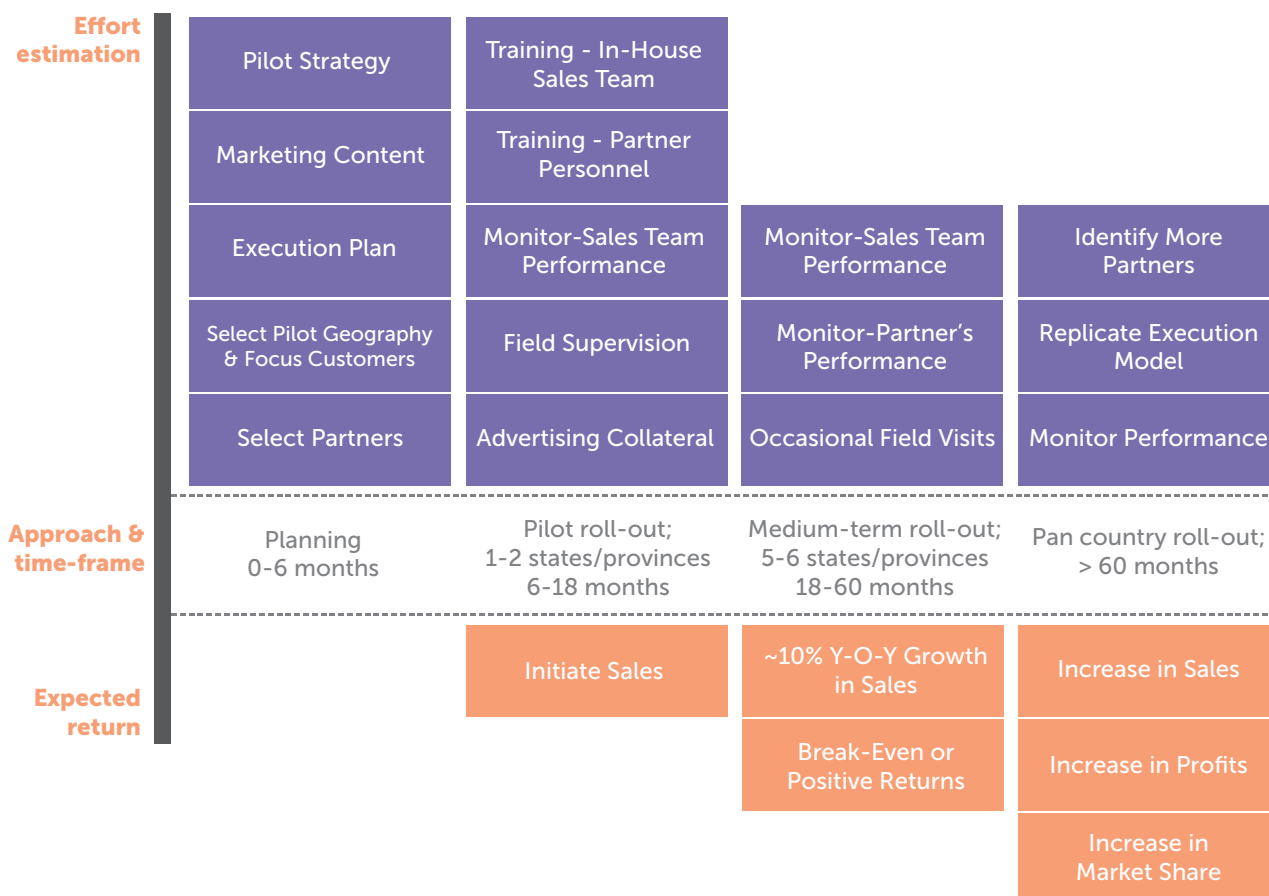 Effort
estimation
Pilot Strategy
Marketing Content
Execution Plan
Select Pilot Geography
& Focus Customers
Select Partners
Training - In-House
Sales Team
Training - Partner
Personnel
Monitor-Sales Team
Performance
Field Supervision
Advertising Collateral
Monitor-Sales Team
Performance
Monitor-Partner's
Performance
Occasional Field Visits
Identify More
Partners
Replicate Execution
Model
Monitor Performance
Approach &
time-frame
Planning
0-6 months
Pilot roll-out;
1-2 states/provinces
6-18 months
Medium-term roll-out;
5-6 states/provinces
18-60 months
Pan country roll-out;
> 60 months
Expected
return
Initiate Sales
~10% Y-O-Y Growth
in Sales
Break-Even or
Positive Returns
Increase in Sales
Increase in Profits
Increase in
Market Share